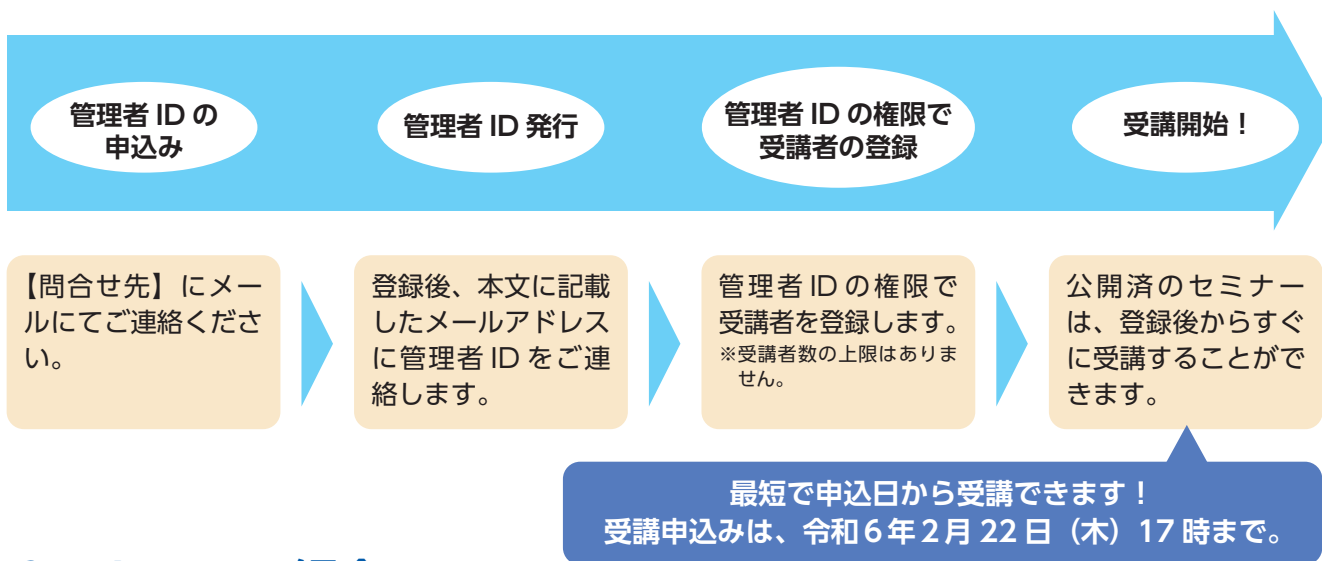 管理者 ID の
申込み
管理者 ID 発行
管理者 ID の権限で
受講者の登録
受講開始！
【問合せ先】にメー
ルにてご連絡くださ
い。
登録後、本文に記載
したメールアドレス
に管理者 ID をご連
絡します。
管理者 ID の権限で
受講者を登録します。
※受講者数の上限はありま
せん。
公開済のセミナー
は、登録後からすぐ
に受講することがで
きます。
最短で申込日から受講できます！
受講申込みは、令和６年２月 22 日（木）17 時まで。